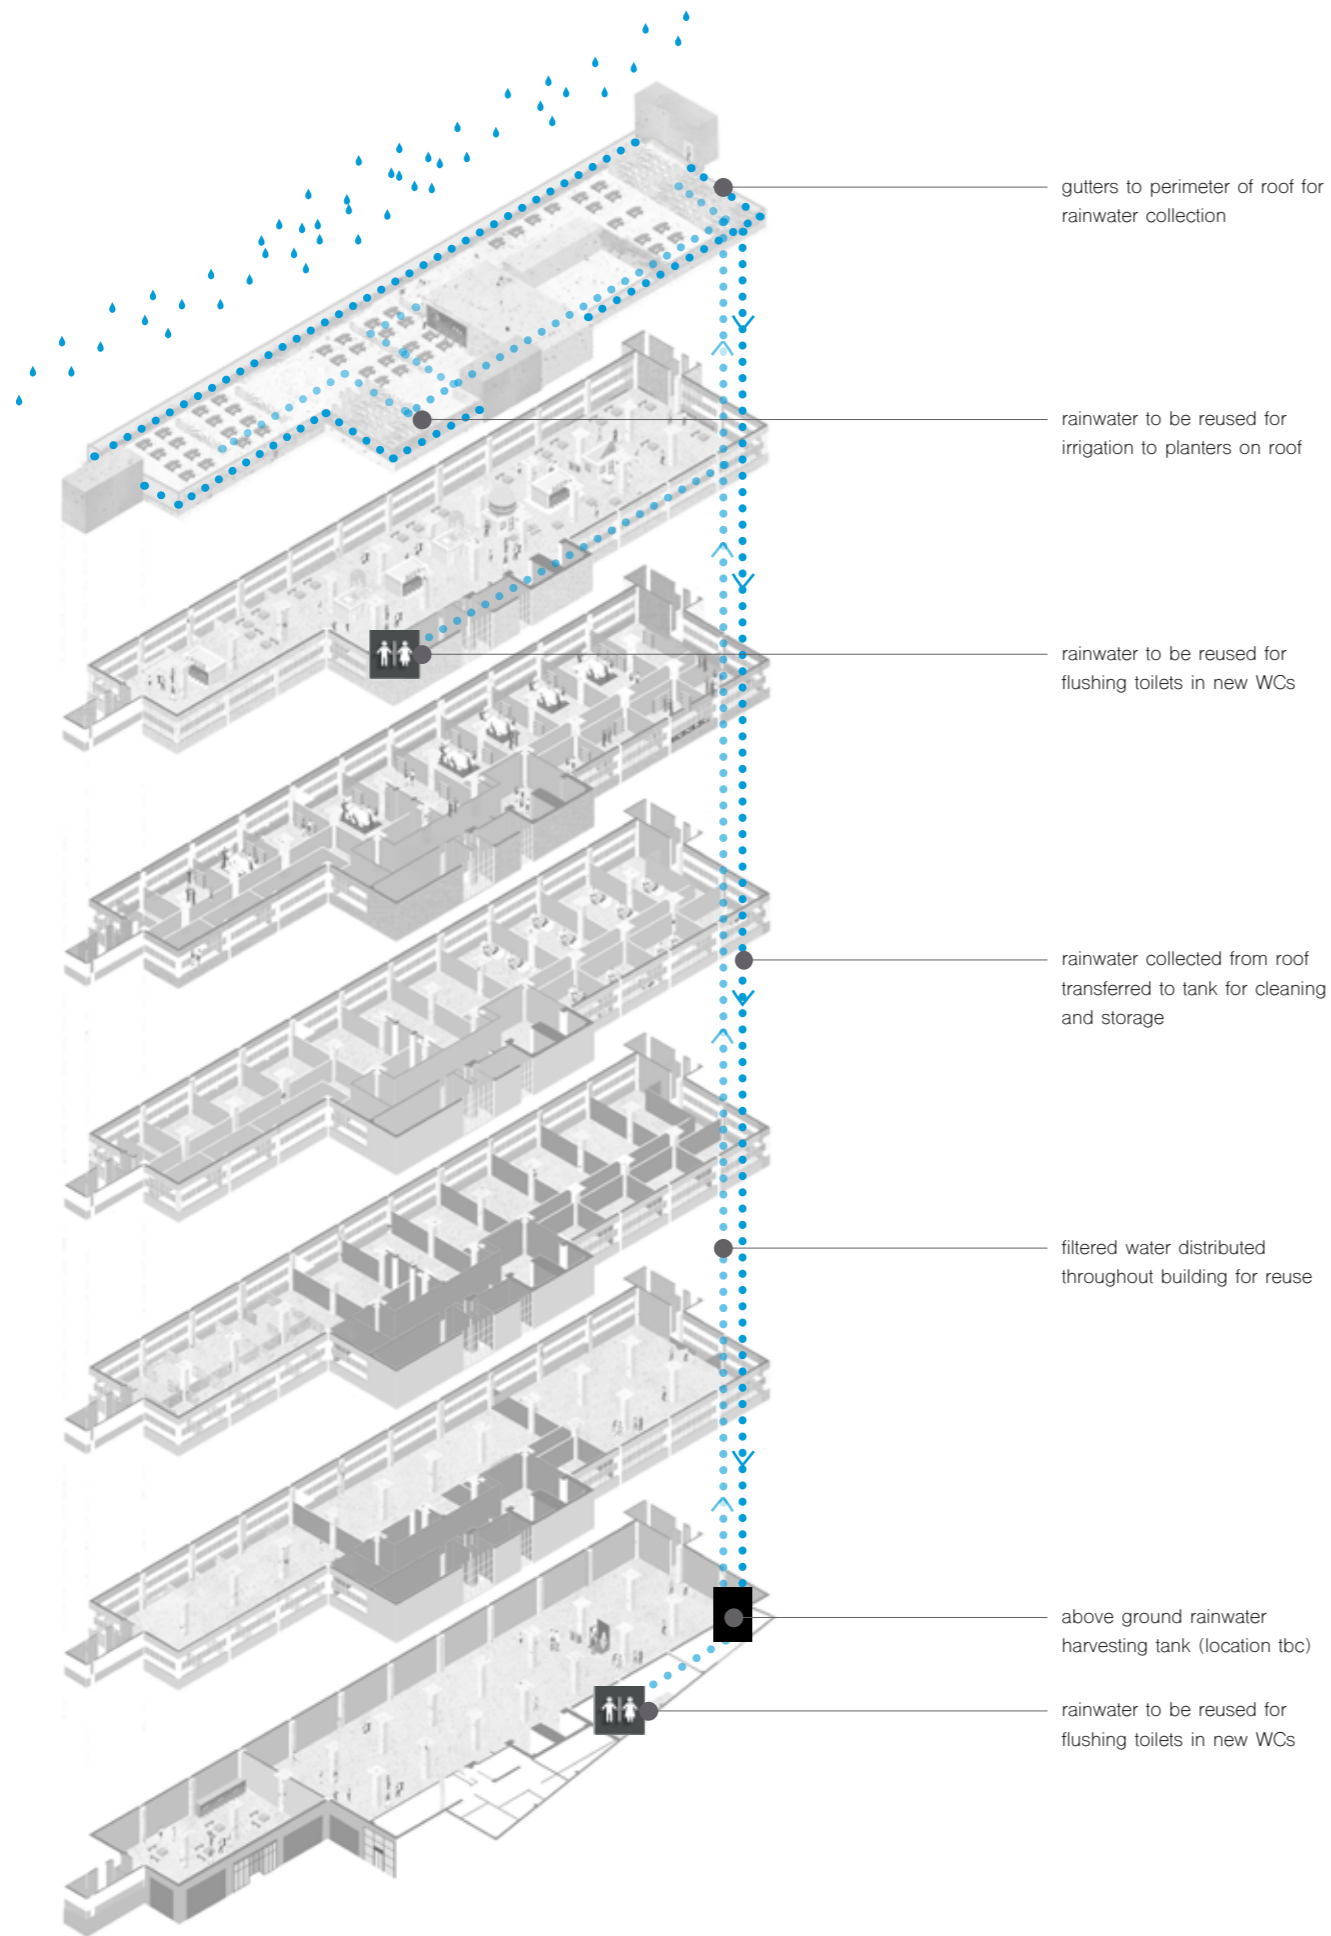 gutters to perimeter of roof for
rainwater collection
rainwater to be reused for
irrigation to planters on roof
rainwater to be reused for
flushing toilets in new WCs
rainwater collected from roof
transferred to tank for cleaning
and storage
filtered water distributed
throughout building for reuse
above ground rainwater
harvesting tank (location tbc)
rainwater to be reused for
flushing toilets in new WCs